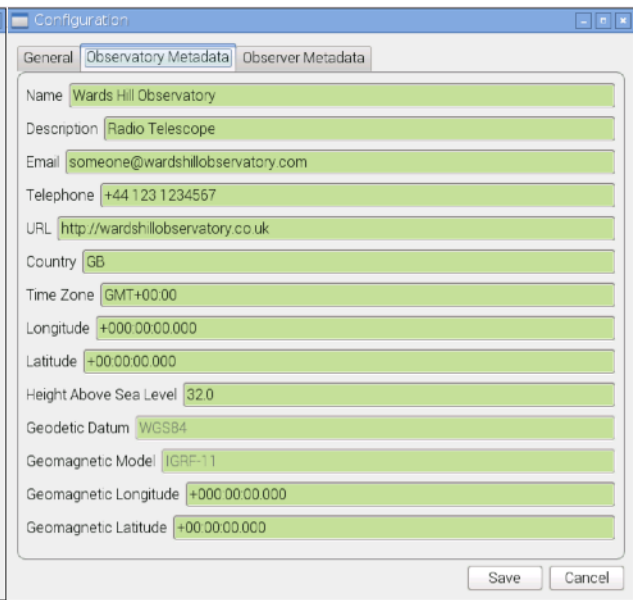 Configuration
General Observatory Metadata Observer Metadata
Name Wards Hill Observatory
Description Radio Telescope
Email someone@wardshillobservatory.com
Telephone +44 123 1234567
URL http://wardshillobservatory.co.uk
Country GB
Time Zone GMT+00:00
Longitude +000:00:00.000
Latitude +00:00:00.000
Height Above Sea Level 32.0
Geodetic Datum WGS84
Geomagnetic Model IGRF-11
Geomagnetic Longitude +000:00:00.000
Geomagnetic Latitude +00:00:00.000
Save Cancel